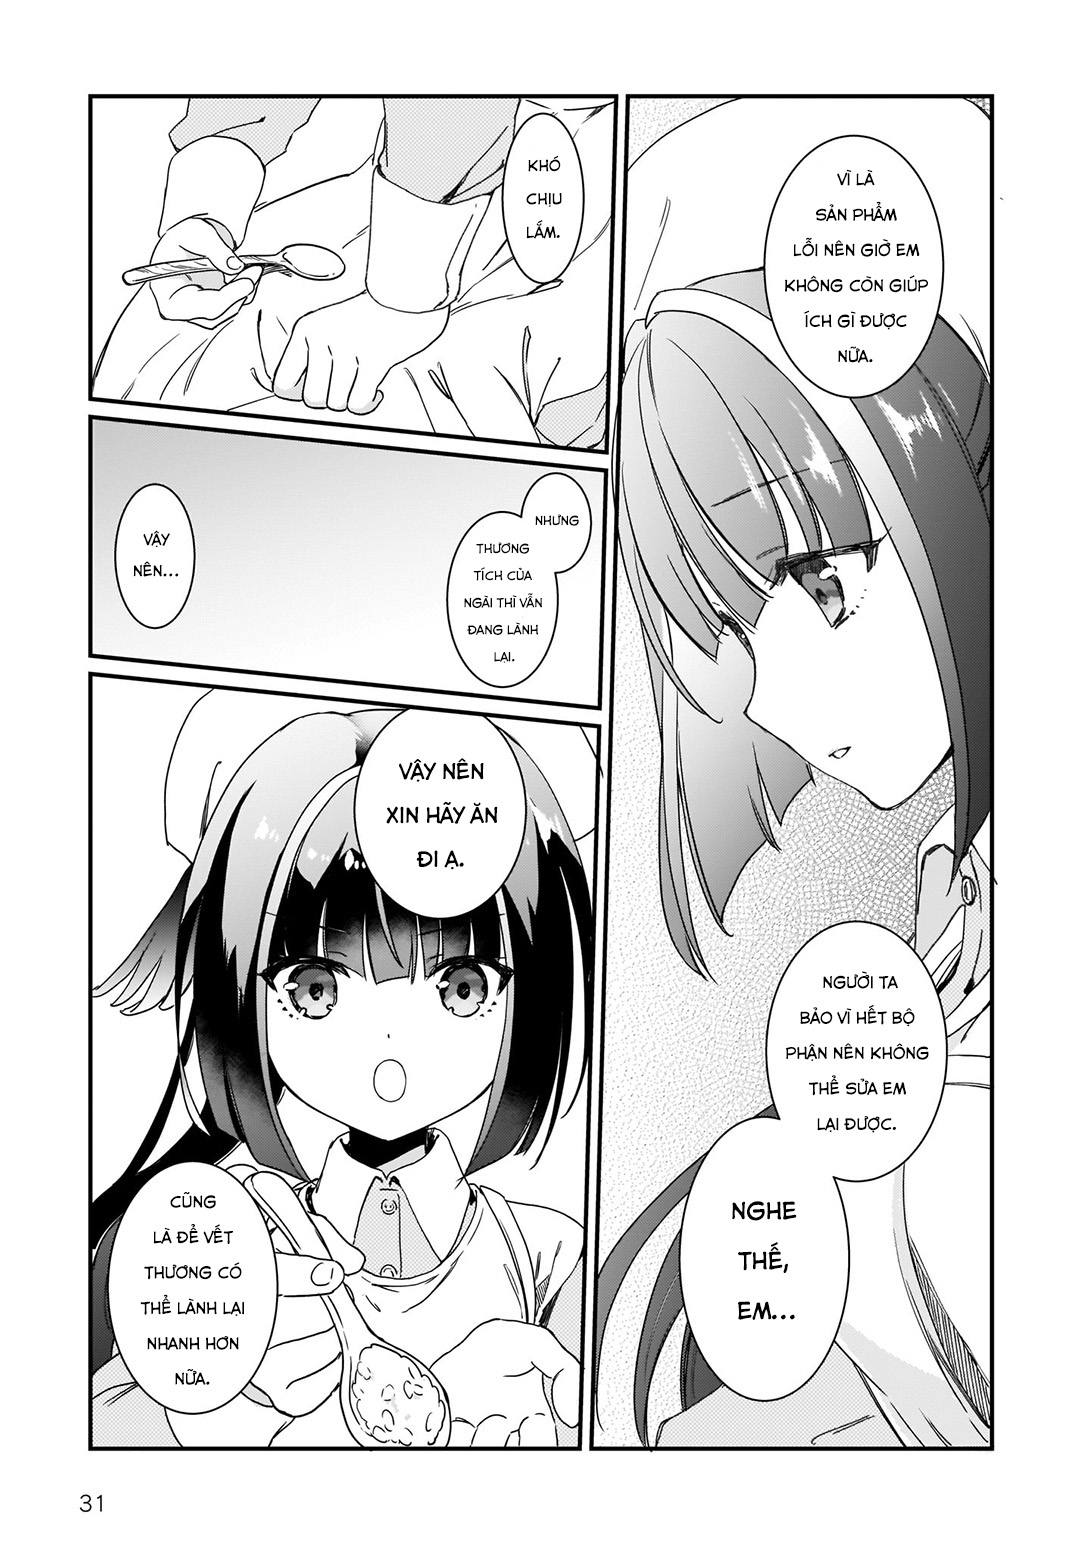 VÌ LÀ
SẢN PHẨM
LỖI NÊN GIỜ EM
KHÔNG CÒN GIÚP
ÍCH GÌ ĐƯỢC
NỮA.
NGƯỜI TA
BẢO VÌ HẾT BỘ
PHẬN NÊN KHÔNG
THỂ SỬA EM
LẠI ĐƯỢC.
NGHE
THẾ,
EM...
KHÓ
CHỊU
LẮM.
NHƯNG
THƯƠNG
TÍCH CỦA
NGÀI THÌ VẪN
ĐANG LÀNH
LẠI.
VẬY
NÊN...
VẬY NÊN
XIN HÃY ĂN
ĐI Ạ.
CŨNG
LÀ ĐỂ VẾT
THƯƠNG CÓ
THỂ LÀNH LẠI
NHANH HƠN
NỮA.
31